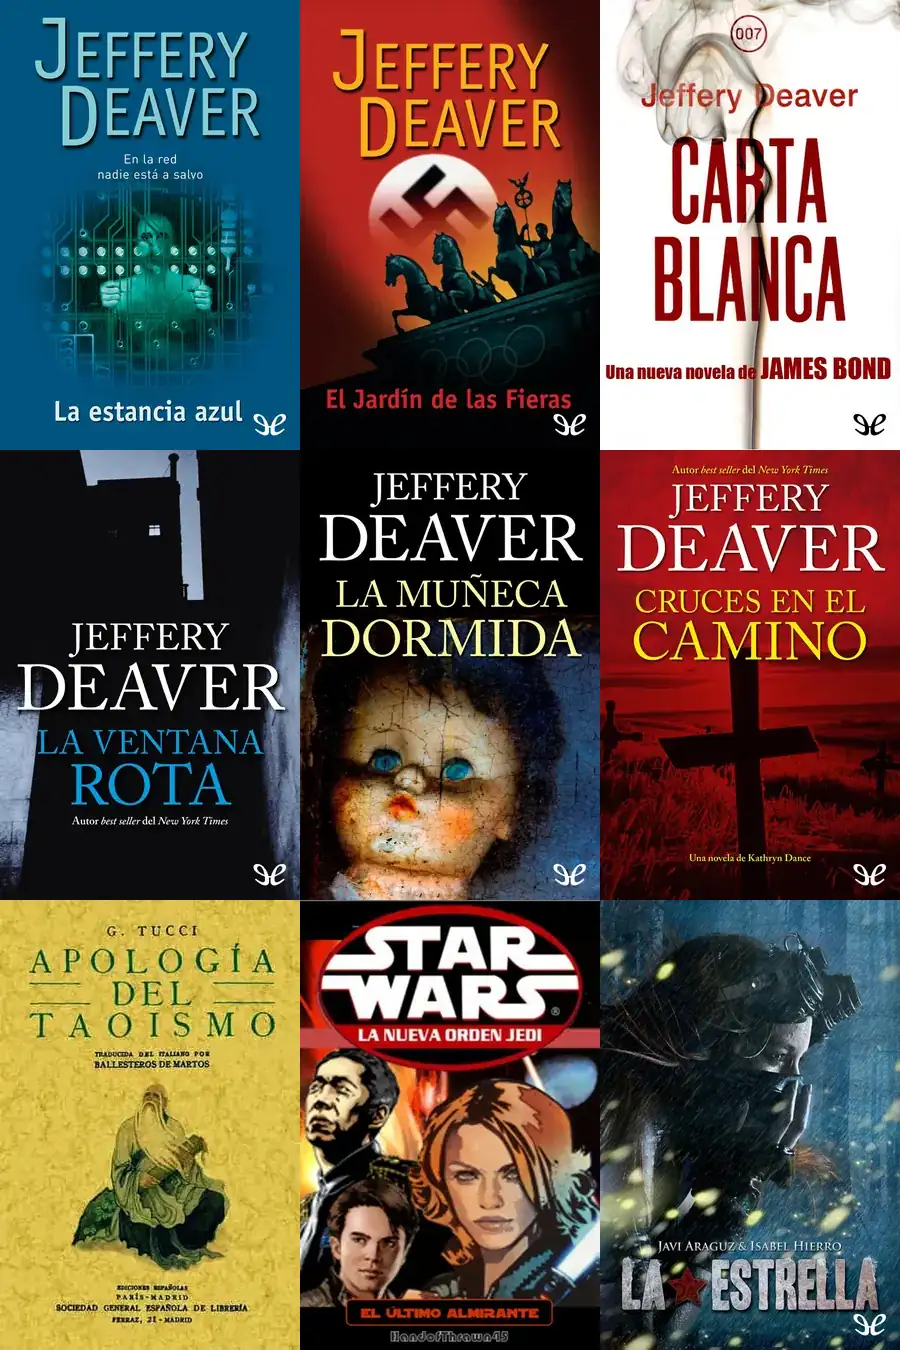 JEFFERY
DEAVER
En la red
nadie está a salvo
La estancia azul
JEFFERY
DEAVER
El Jardín de las Fieras
007
Jeffery Deaver
CARTA
BLANCA
Una nueva novela de JAMES BOND
JEFFERY
DEAVER
LA VENTANA
ROTA
Autor best seller del New York Times
JEFFERY
DEAVER
LA MUÑECA
DORMIDA
Autor best seller del New York Times
JEFFERY
DEAVER
CRUCES EN EL
CAMINO
Una novela de Kathryn Dance
G. TUCCI
APOLOGÍA
DEL
TAOISMO
TRADUCIDA DEL ITALIANO POR
BALLESTEROS DE MARTOS
EDICIONES ESPAÑOLAS
PARÍS-MADRID
SOCIEDAD GENERAL ESPAÑOLA DE LIBRERÍA
FERRAZ, 21 - MADRID
STAR
WARS
LA NUEVA ORDEN JEDI
EL ÚLTIMO ALMIRANTE
HandofThrawn45
JAVI ARAGUZ & ISABEL HIERRO
LA ESTRELLA